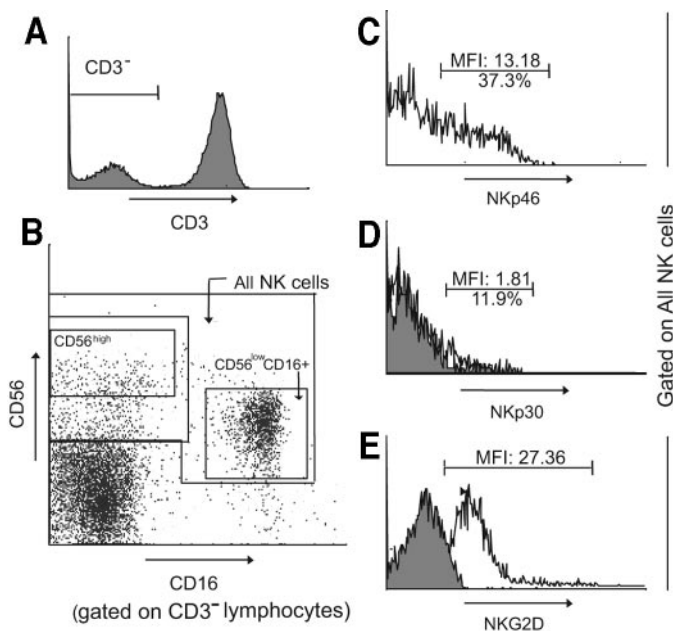 A
CD3⁻
CD3
B
All NK cells
CD56ʰⁱᵍʰ
CD56ˡᵒʷCD16+
CD56
CD16
(gated on CD3⁻ lymphocytes)
C
MFI: 13.18
37.3%
NKp46
D
MFI: 1.81
11.9%
NKp30
E
MFI: 27.36
NKG2D
Gated on All NK cells